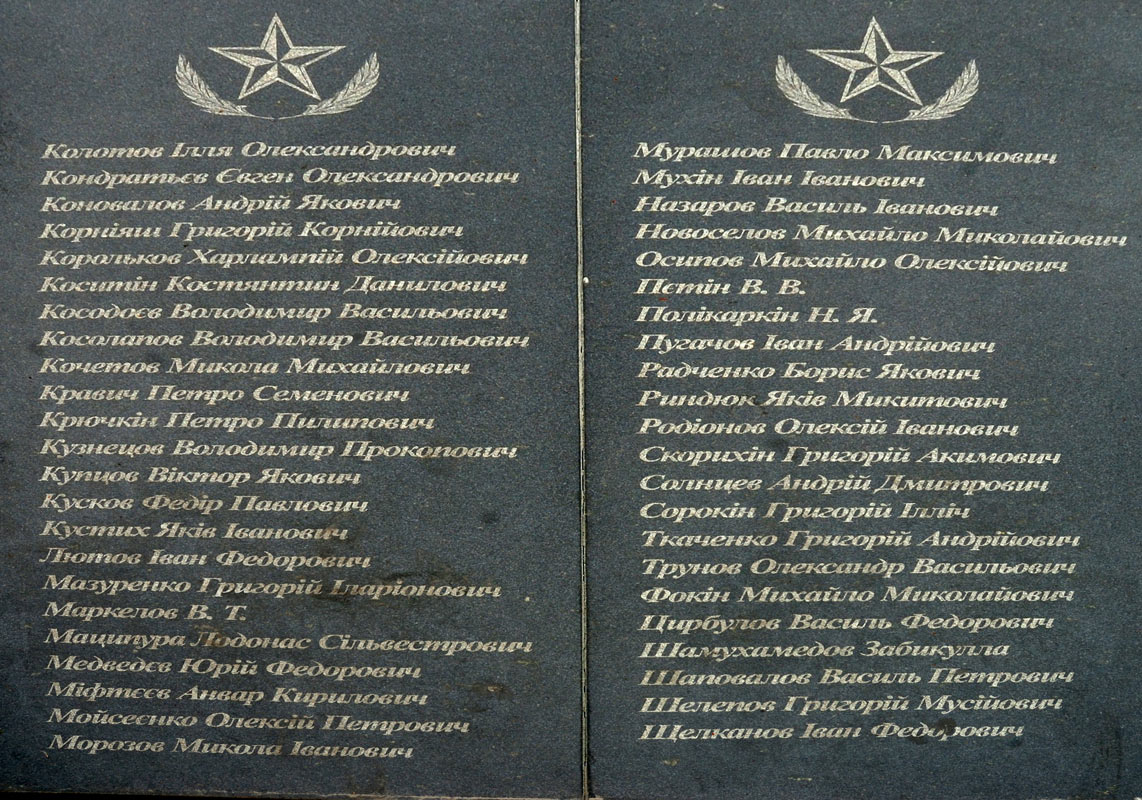 Колотов Ілля Олександрович
Кондратьєв Євген Олександрович
Коновалов Андрій Якович
Корніяш Григорій Корнійович
Корольков Харлампій Олексійович
Коситін Костянтин Данилович
Косодоєв Володимир Васильович
Косолапов Володимир Васильович
Кочетов Микола Михайлович
Кравич Петро Семенович
Крючкін Петро Пилипович
Кузнецов Володимир Прокопович
Купцов Віктор Якович
Кусков Федір Павлович
Кустих Яків Іванович
Лютов Іван Федорович
Мазуренко Григорій Іларіонович
Маркелов В. Т.
Маципура Лодонас Сільвестрович
Медведєв Юрій Федорович
Міфтєєв Анвар Кирилович
Мойсеєнко Олексій Петрович
Морозов Микола Іванович
Мурашов Павло Максимович
Мухін Іван Іванович
Назаров Василь Іванович
Новоселов Михайло Миколайович
Осипов Михайло Олексійович
Пєтін В. В.
Полікаркін Н. Я.
Пугачов Іван Андрійович
Радченко Борис Якович
Риндюк Яків Микитович
Родіонов Олексій Іванович
Скорихін Григорій Акимович
Солнцев Андрій Дмитрович
Сорокін Григорій Ілліч
Ткаченко Григорій Андрійович
Трунов Олександр Васильович
Фокін Михайло Миколайович
Цирбулов Василь Федорович
Шамухамедов Забикулла
Шаповалов Василь Петрович
Шелепов Григорій Мусійович
Щелканов Іван Федорович